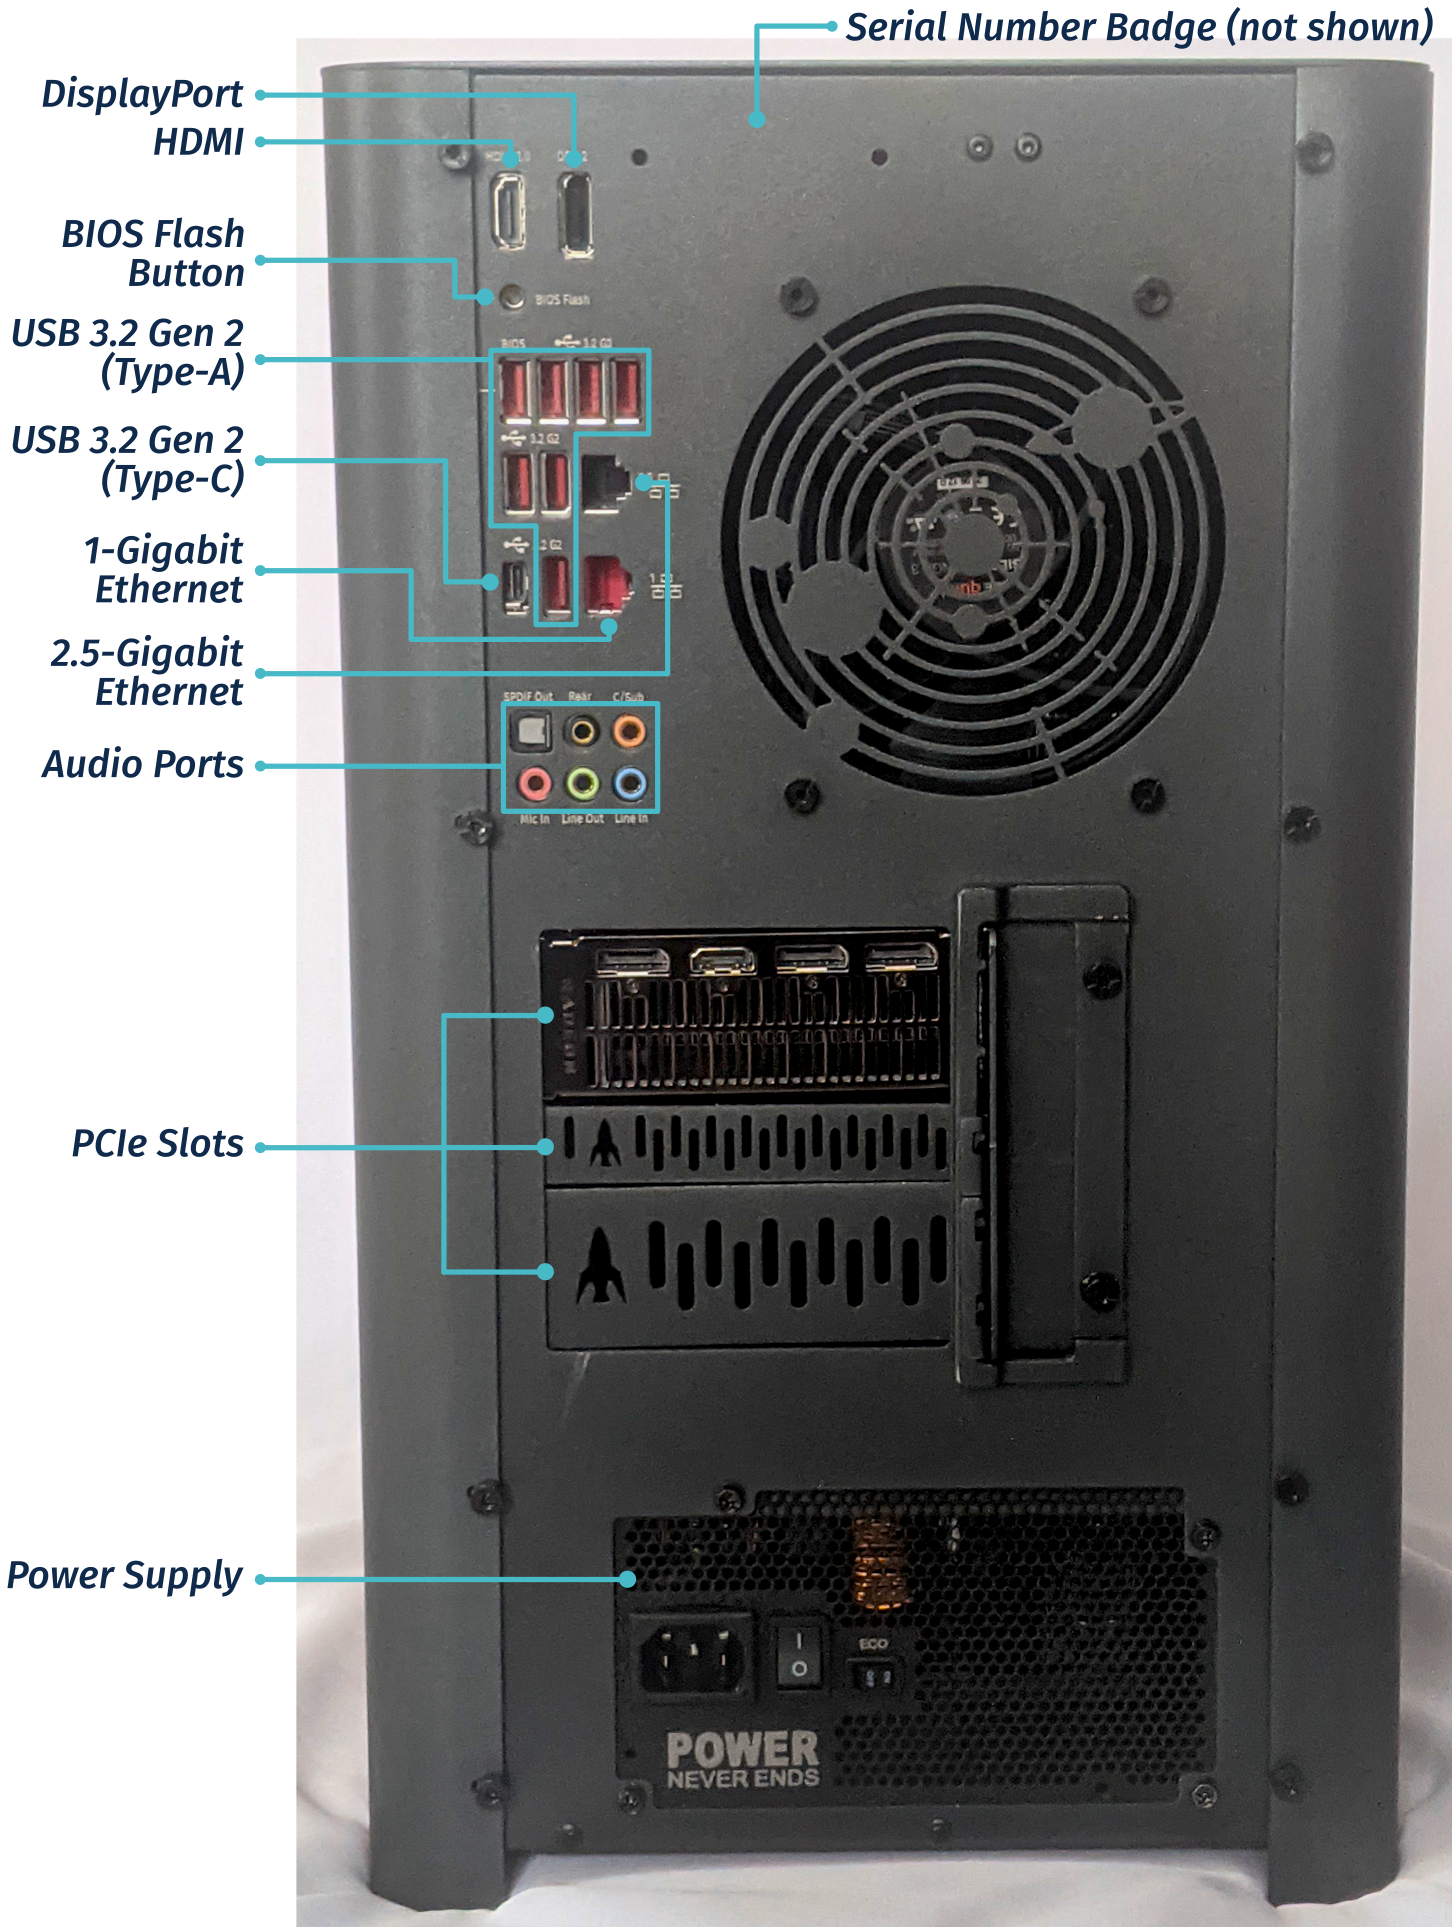 Serial Number Badge (not shown)
DisplayPort
HDMI
BIOS Flash
Button
BIOS Flash
USB 3.2 Gen 2
(Type-A)
BIOS
3.2 G2
USB 3.2 Gen 2
(Type-C)
3.2 G2
1-Gigabit
Ethernet
.2 G2
2.5-Gigabit
Ethernet
SPDIF Out Rear C/Sub
Audio Ports
Mic In Line Out Line In
RADEON
PCIe Slots
Power Supply
ECO
POWER
NEVER ENDS